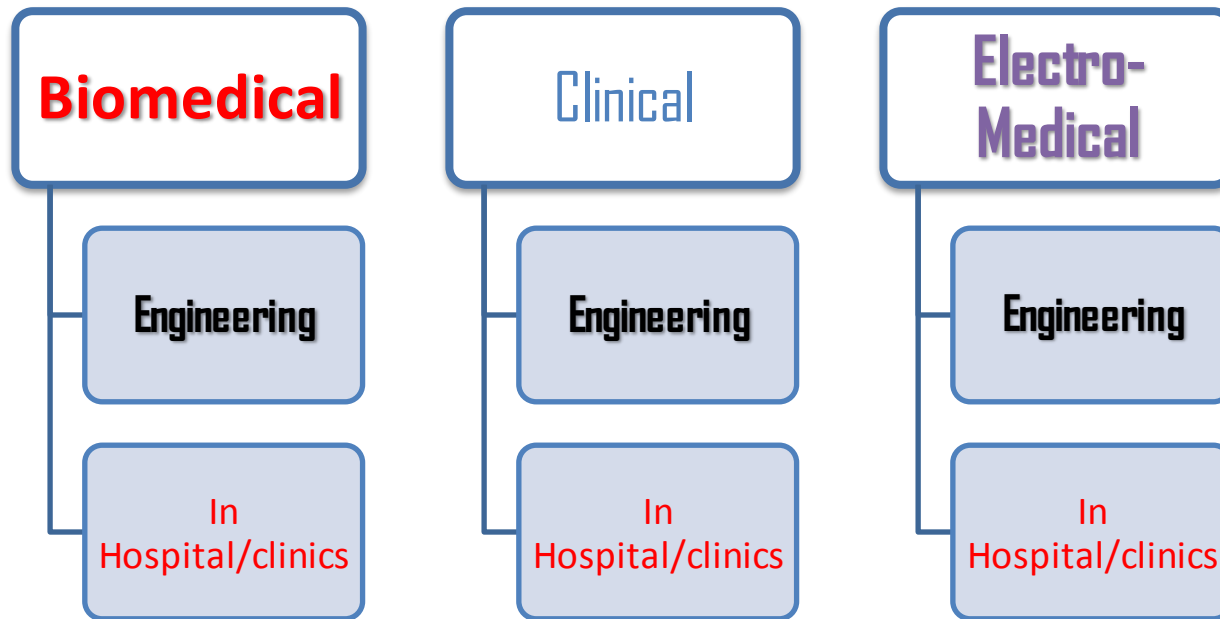 Biomedical
Engineering
In
Hospital/clinics
Clinical
Engineering
In
Hospital/clinics
Electro-
Medical
Engineering
In
Hospital/clinics